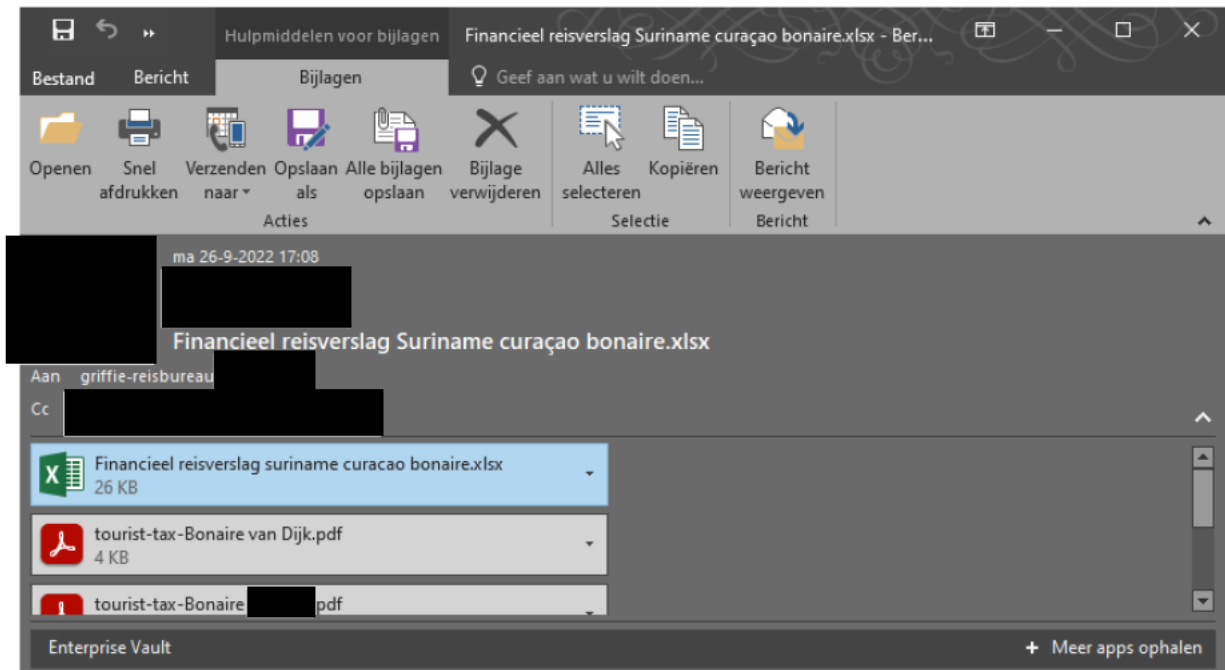 Hulpmiddelen voor bijlagen
Financieel reisverslag Suriname curaçao bonaire.xlsx - Ber...
Bestand
Bericht
Bijlagen
Geef aan wat u wilt doen...
Openen
Snel afdrukken
Verzenden naar
Opslaan als
Alle bijlagen opslaan
Bijlage verwijderen
Alles selecteren
Kopiëren
Bericht weergeven
Acties
Selectie
Bericht
ma 26-9-2022 17:08
Financieel reisverslag Suriname curaçao bonaire.xlsx
Aan griffie-reisbureau
Cc
Financieel reisverslag suriname curacao bonaire.xlsx
26 KB
tourist-tax-Bonaire van Dijk.pdf
4 KB
tourist-tax-Bonaire pdf
Enterprise Vault
+ Meer apps ophalen